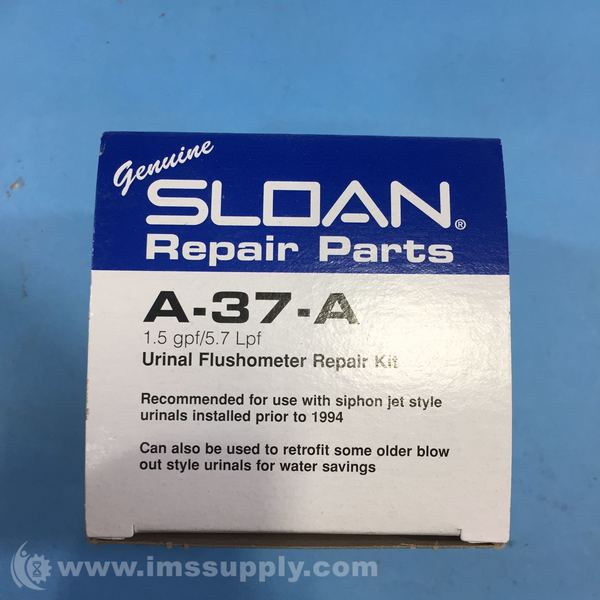 Genuine
SLOAN®
Repair Parts
A-37-A
1.5 gpf/5.7 Lpf
Urinal Flushometer Repair Kit
Recommended for use with siphon jet style
urinals installed prior to 1994
Can also be used to retrofit some older blow
out style urinals for water savings
www.imssupply.com